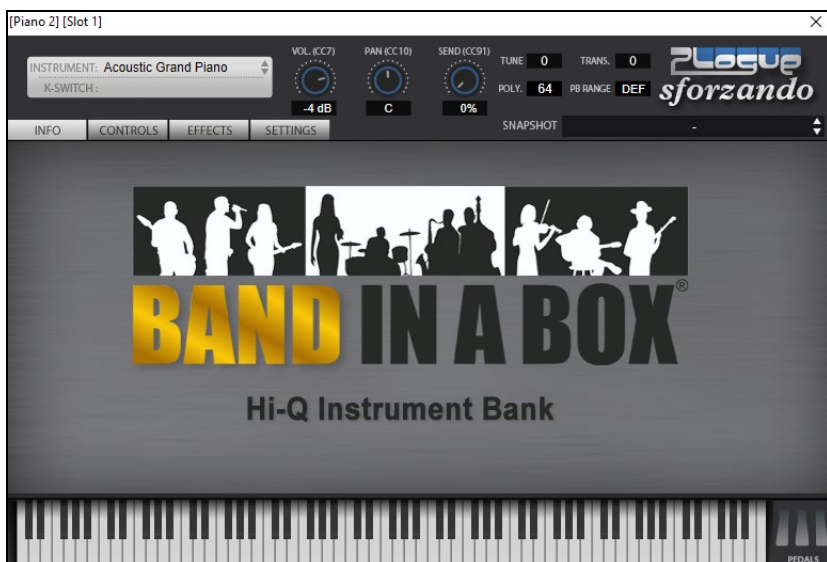 [Piano 2] [Slot 1]
VOL. (CC7) PAN (CC10) SEND (CC91) TUNE 0 TRANS. 0 Plogue
INSTRUMENT: Acoustic Grand Piano
K-SWITCH :
POLY. 64 PB RANGE DEF sforzando
-4 dB C 0%
INFO CONTROLS EFFECTS SETTINGS SNAPSHOT -
BAND IN A BOX®
Hi-Q Instrument Bank
PEDALS